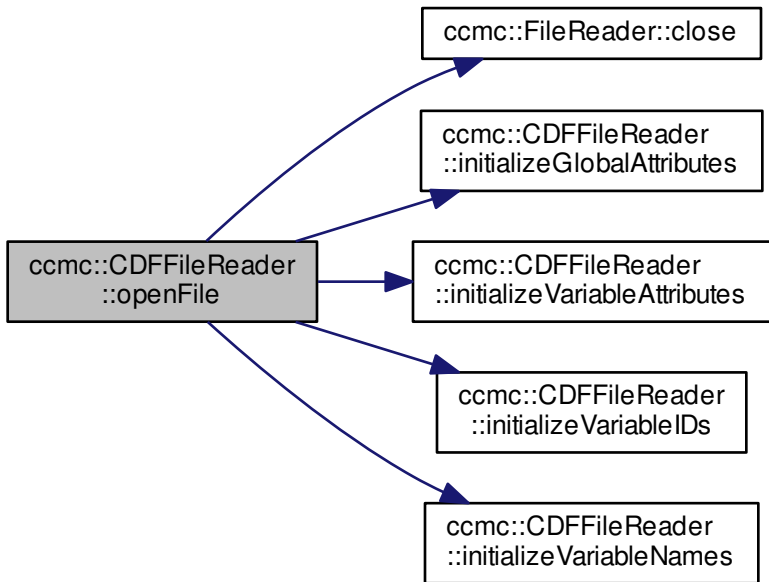 ccmc::FileReader::close
ccmc::CDFFileReader
::initializeGlobalAttributes
ccmc::CDFFileReader
::openFile
ccmc::CDFFileReader
::initializeVariableAttributes
ccmc::CDFFileReader
::initializeVariableIDs
ccmc::CDFFileReader
::initializeVariableNames